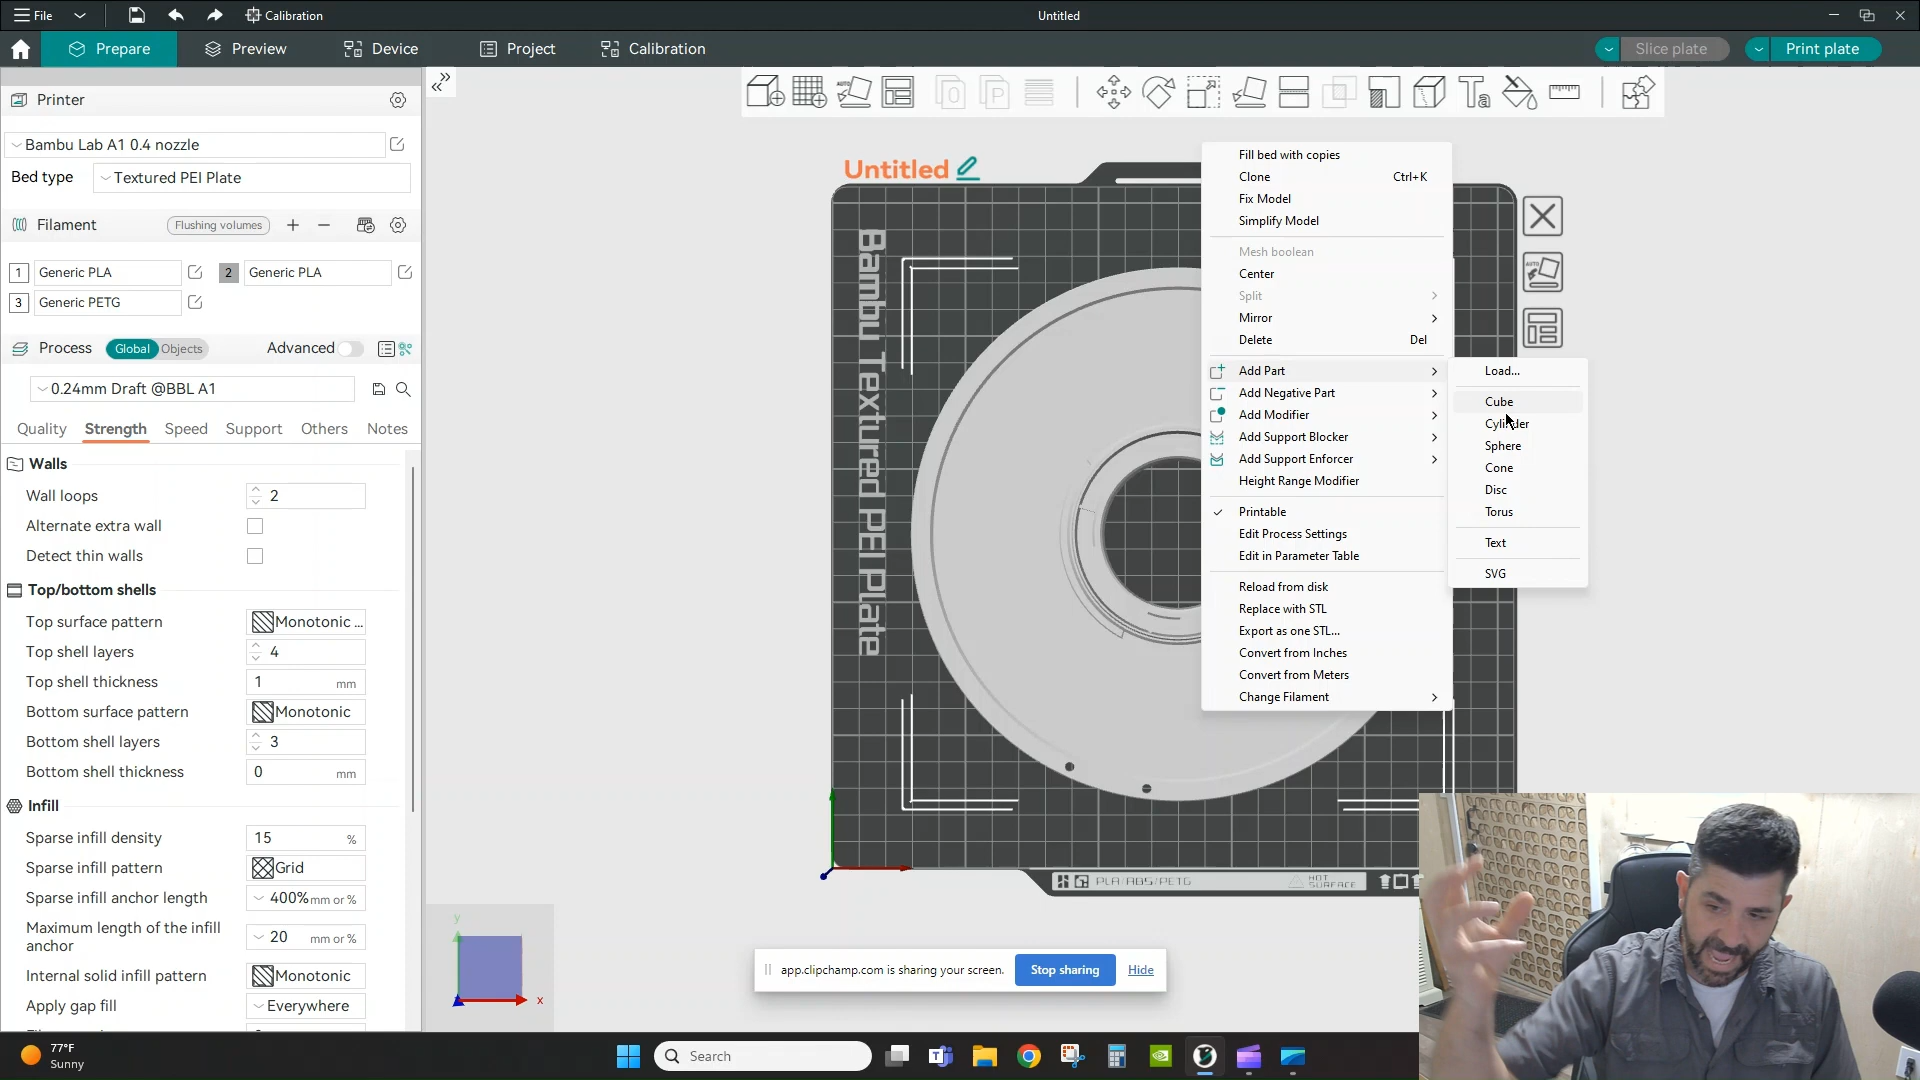 File
Calibration
Untitled
Prepare
Preview
Device
Project
Calibration
Slice plate
Print plate
Printer
Bambu Lab A1 0.4 nozzle
Bed type
Textured PEI Plate
Filament
Flushing volumes
1 Generic PLA
2 Generic PLA
3 Generic PETG
Process
Global
Objects
Advanced
0.24mm Draft @BBL A1
Quality
Strength
Speed
Support
Others
Notes
Walls
Wall loops 2
Alternate extra wall
Detect thin walls
Top/bottom shells
Top surface pattern Monotonic ...
Top shell layers 4
Top shell thickness 1 mm
Bottom surface pattern Monotonic
Bottom shell layers 3
Bottom shell thickness 0 mm
Infill
Sparse infill density 15 %
Sparse infill pattern Grid
Sparse infill anchor length 400% mm or %
Maximum length of the infill
anchor 20 mm or %
Internal solid infill pattern Monotonic
Apply gap fill Everywhere
Untitled
Bambu Textured PEI Plate
Fill bed with copies
Clone Ctrl+K
Fix Model
Simplify Model
Mesh boolean
Center
Split
Mirror
Delete Del
Add Part
Add Negative Part
Add Modifier
Add Support Blocker
Add Support Enforcer
Height Range Modifier
Printable
Edit Process Settings
Edit in Parameter Table
Reload from disk
Replace with STL
Export as one STL...
Convert from Inches
Convert from Meters
Change Filament
Load...
Cube
Cylinder
Sphere
Cone
Disc
Torus
Text
SVG
AUTO
PLA/ABS/PETG
HOT
SURFACE
y
x
app.clipchamp.com is sharing your screen.
Stop sharing
Hide
77°F
Sunny
Search